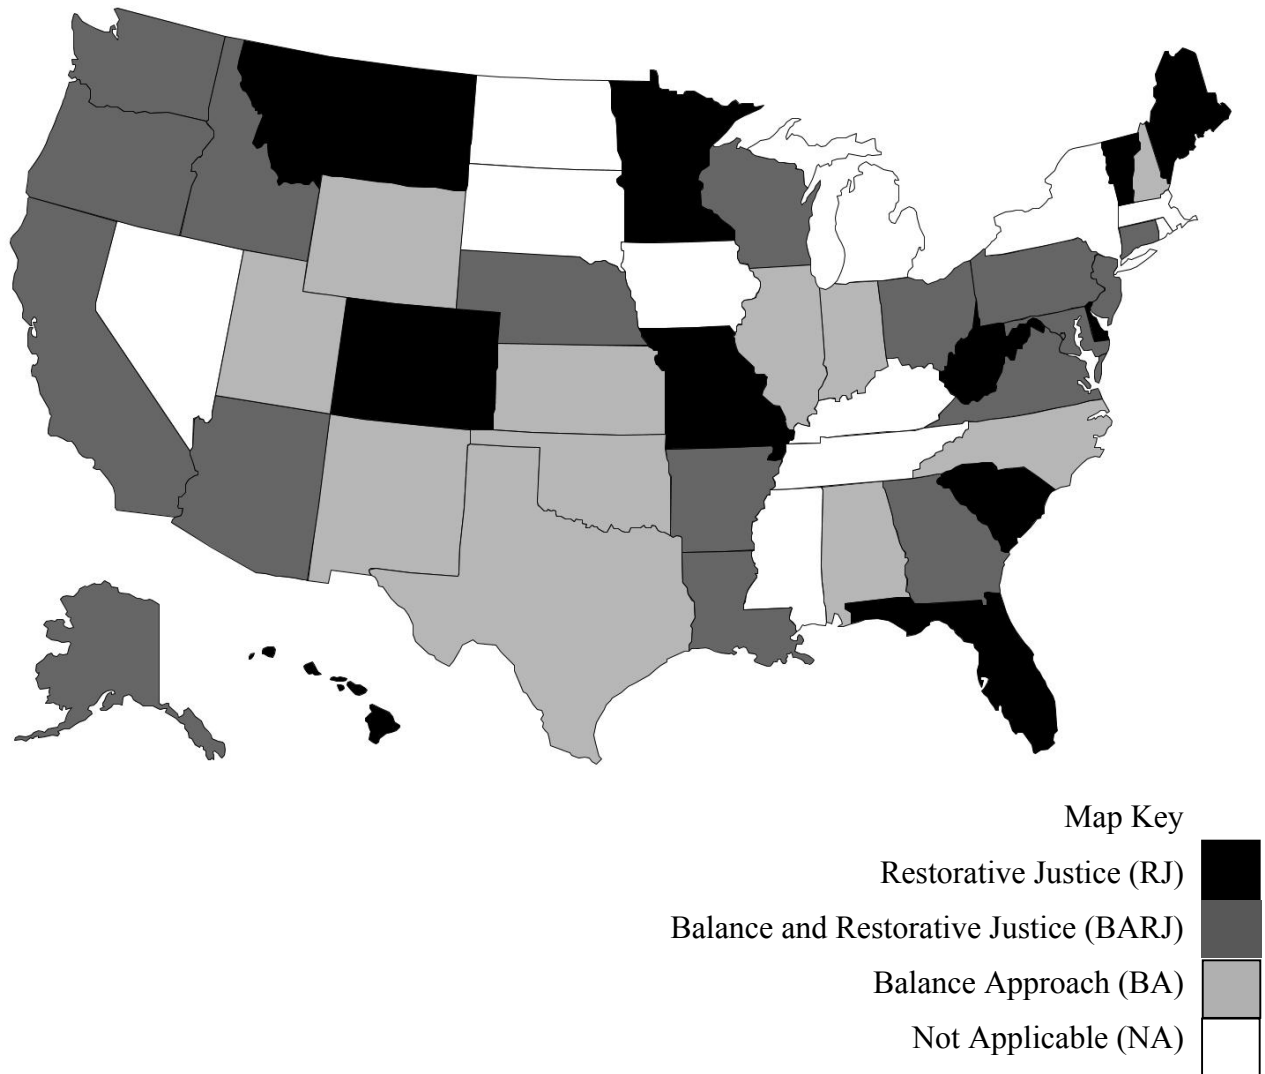 Map Key
Restorative Justice (RJ)
Balance and Restorative Justice (BARJ)
Balance Approach (BA)
Not Applicable (NA)